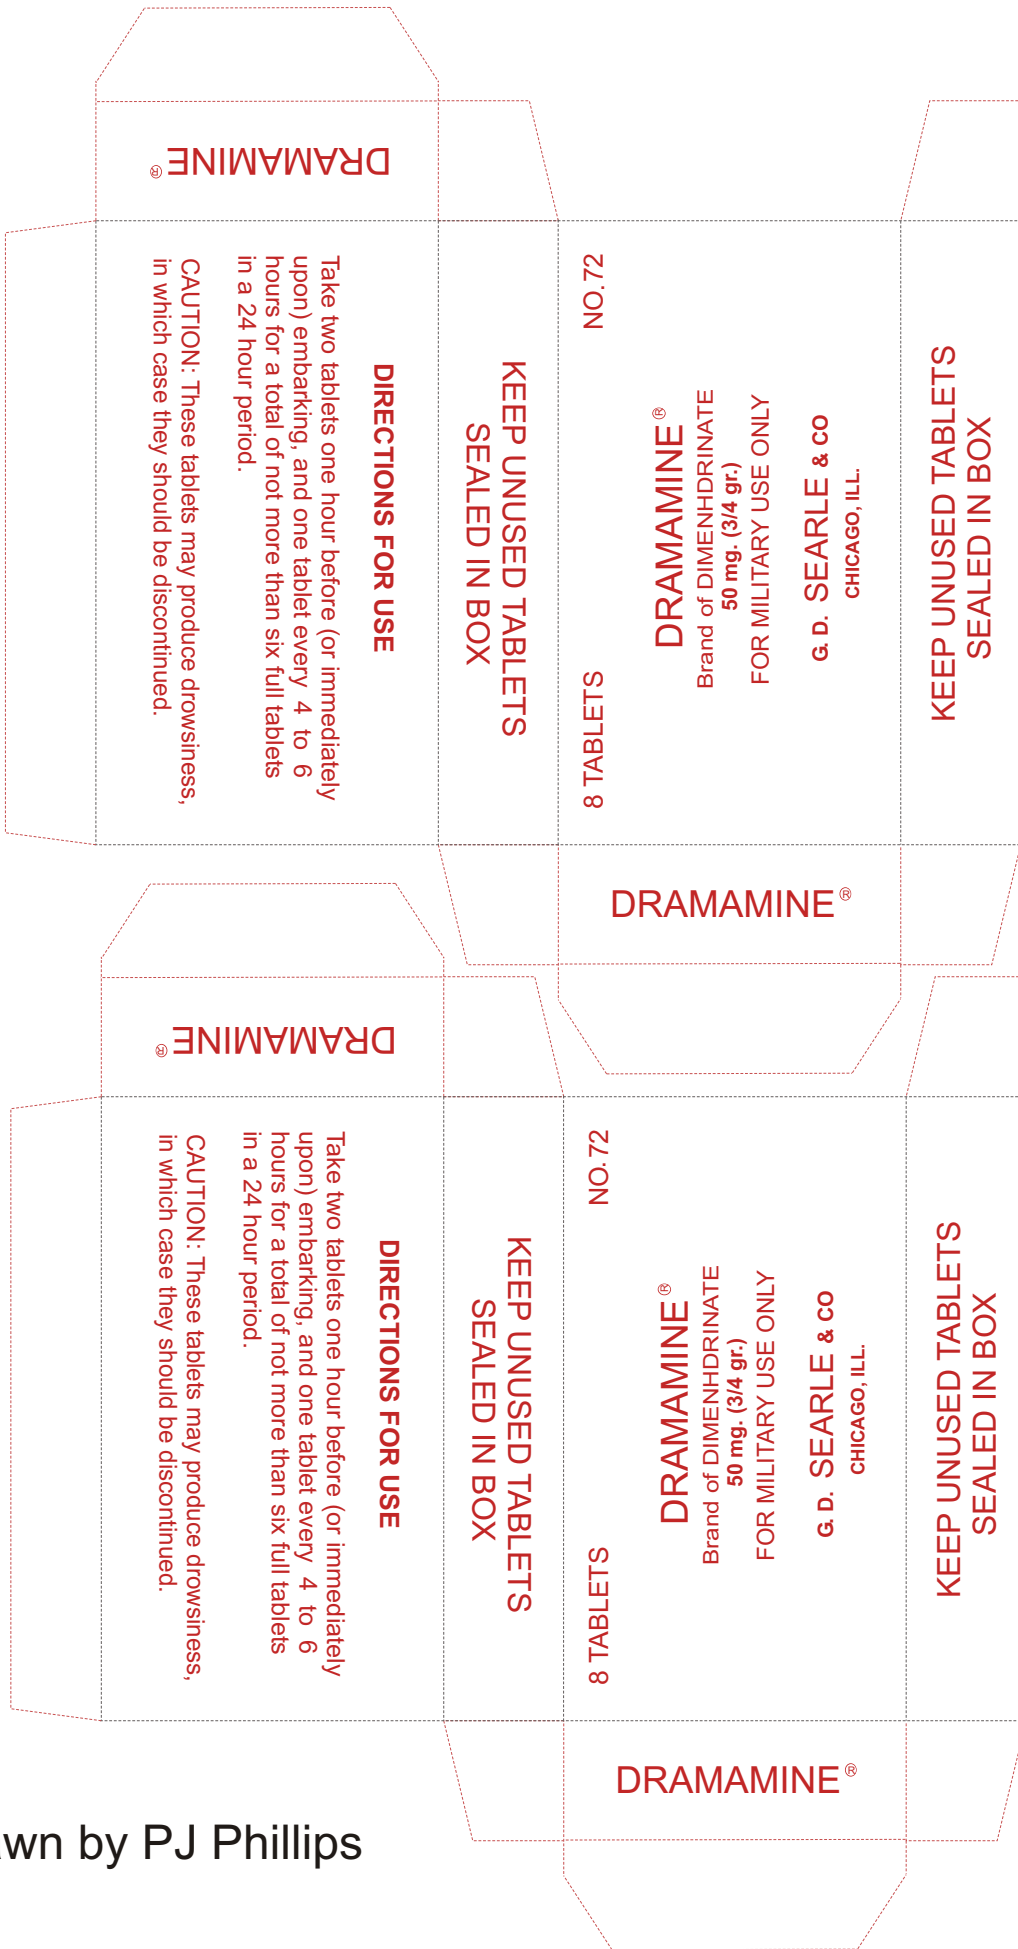 DRAMAMINE®
DIRECTIONS FOR USE
Take two tablets one hour before (or immediately
upon) embarking, and one tablet every 4 to 6
hours for a total of not more than six full tablets
in a 24 hour period.
CAUTION: These tablets may produce drowsiness,
in which case they should be discontinued.
KEEP UNUSED TABLETS
SEALED IN BOX
8 TABLETS NO.72
DRAMAMINE®
Brand of DIMENHDRINATE
50 mg. (3/4 gr.)
FOR MILITARY USE ONLY
G. D. SEARLE & CO
CHICAGO, ILL.
KEEP UNUSED TABLETS
SEALED IN BOX
DRAMAMINE®
DRAMAMINE®
DIRECTIONS FOR USE
Take two tablets one hour before (or immediately
upon) embarking, and one tablet every 4 to 6
hours for a total of not more than six full tablets
in a 24 hour period.
CAUTION: These tablets may produce drowsiness,
in which case they should be discontinued.
KEEP UNUSED TABLETS
SEALED IN BOX
8 TABLETS NO.72
DRAMAMINE®
Brand of DIMENHDRINATE
50 mg. (3/4 gr.)
FOR MILITARY USE ONLY
G. D. SEARLE & CO
CHICAGO, ILL.
KEEP UNUSED TABLETS
SEALED IN BOX
DRAMAMINE®
by PJ Phillips